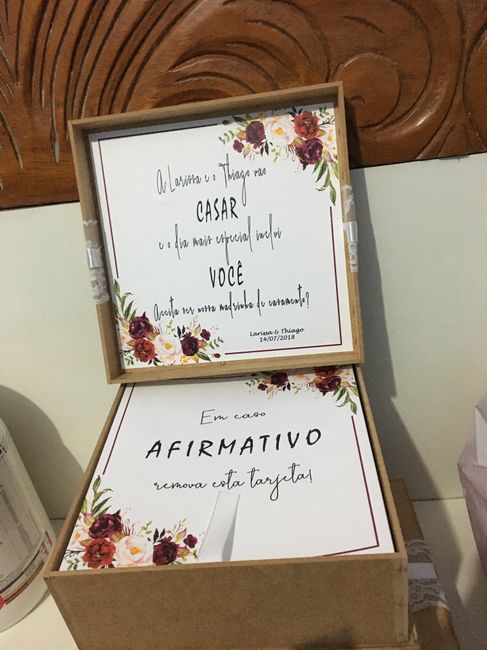 A Larissa e o Thiago vão
CASAR
e o dia mais especial inclui
VOCÊ
Aceita ser nossa madrinha de casamento?
Larissa & Thiago
14/07/2018
Em caso
AFIRMATIVO
remova esta tarjeta!